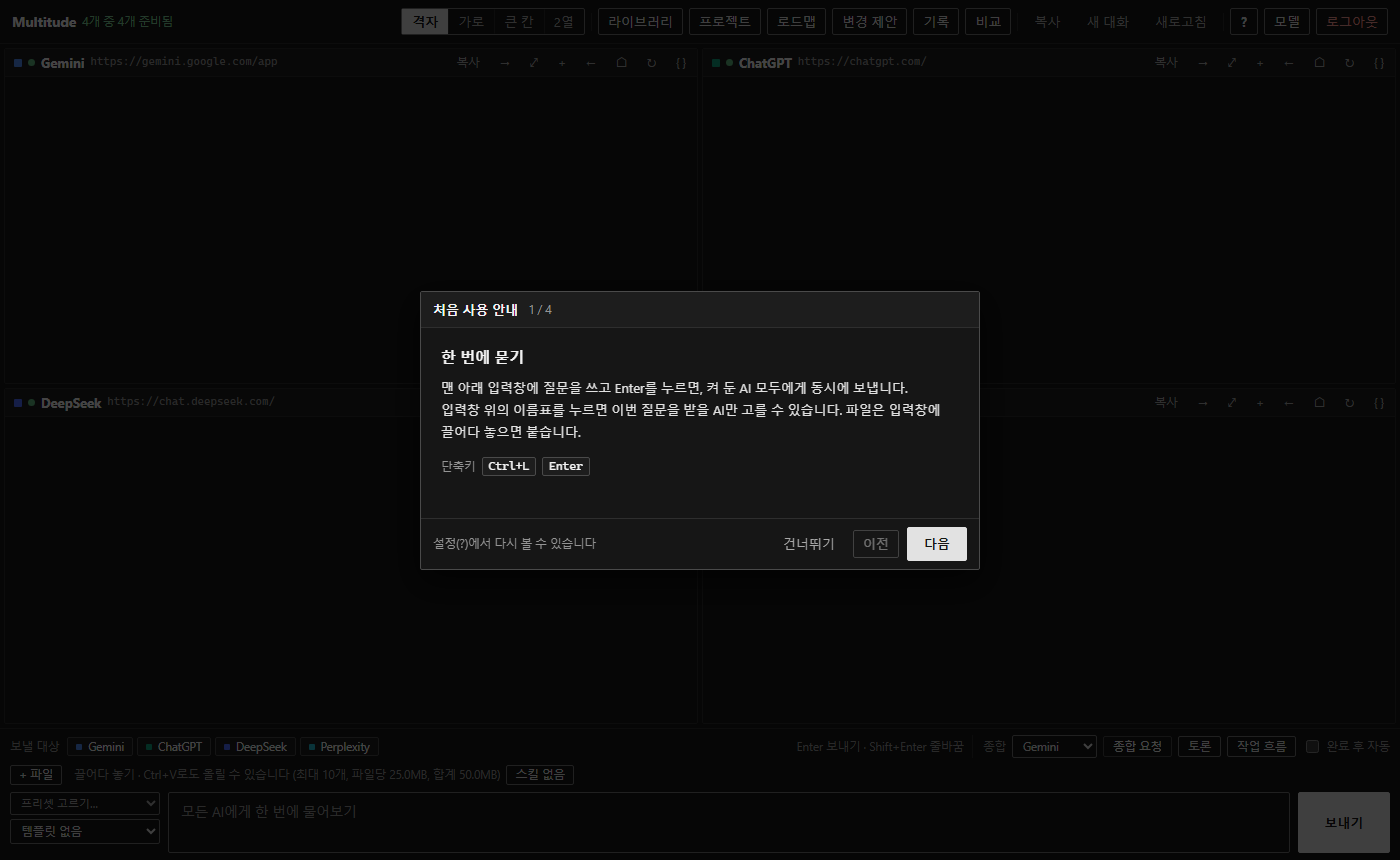 Multitude 4개 중 4개 준비됨 격자 가로 큰 칸 2열 라이브러리 프로젝트 로드맵 변경 제안 기록 비교 복사 새 대화 새로고침 ? 모델 로그아웃
Gemini https://gemini.google.com/app 복사 → ⤢ + ← ☖ ↻ { }
ChatGPT https://chatgpt.com/ 복사 → ⤢ + ← ☖ ↻ { }
DeepSeek https://chat.deepseek.com/
복사 → ⤢ + ← ☖ ↻ { }
처음 사용 안내 1 / 4
한 번에 묻기
맨 아래 입력창에 질문을 쓰고 Enter를 누르면, 켜 둔 AI 모두에게 동시에 보냅니다.
입력창 위의 이름표를 누르면 이번 질문을 받을 AI만 고를 수 있습니다. 파일은 입력창에
끌어다 놓으면 붙습니다.
단축키 Ctrl+L Enter
설정(?)에서 다시 볼 수 있습니다 건너뛰기 이전 다음
보낼 대상 Gemini ChatGPT DeepSeek Perplexity Enter 보내기 · Shift+Enter 줄바꿈 종합 Gemini 종합 요청 토론 작업 흐름 완료 후 자동
+ 파일 끌어다 놓기 · Ctrl+V로도 올릴 수 있습니다 (최대 10개, 파일당 25.0MB, 합계 50.0MB) 스킬 없음
프리셋 고르기...
템플릿 없음
모든 AI에게 한 번에 물어보기
보내기